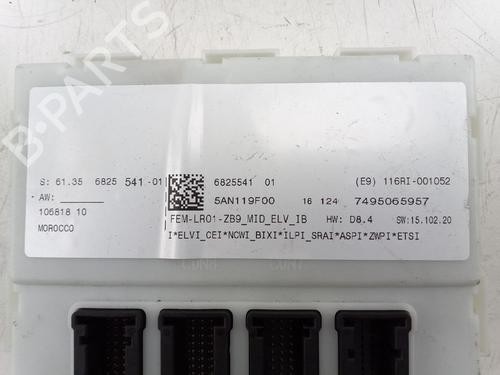 S: 61.35 6825 541-01
AW:
106818 10
MOROCCO
6825541 01
5AN119F00
16 124
(E9) 116RI-001052
7495065957
FEM-LR01-ZB9_MID_ELV_IB HW: D8.4 SW:15.102.20
I*ELVI_CEI*NCWI_BIXI*ILPI_SRAI*ASPI*ZWPI*ETSI
B-Parts